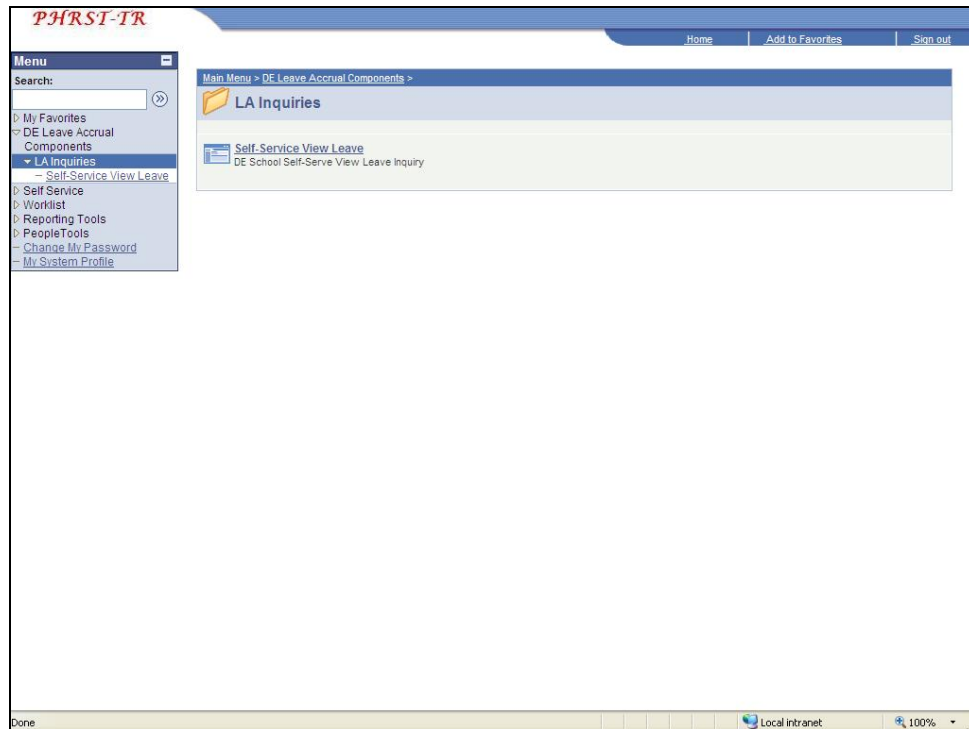 PHRST-TR
Home Add to Favorites Sign out
Menu
Search:
My Favorites
DE Leave Accrual
Components
LA Inquiries
Self-Service View Leave
Self Service
Worklist
Reporting Tools
PeopleTools
Change My Password
My System Profile
Main Menu > DE Leave Accrual Components >
LA Inquiries
Self-Service View Leave
DE School Self-Serve View Leave Inquiry
Done Local intranet 100%